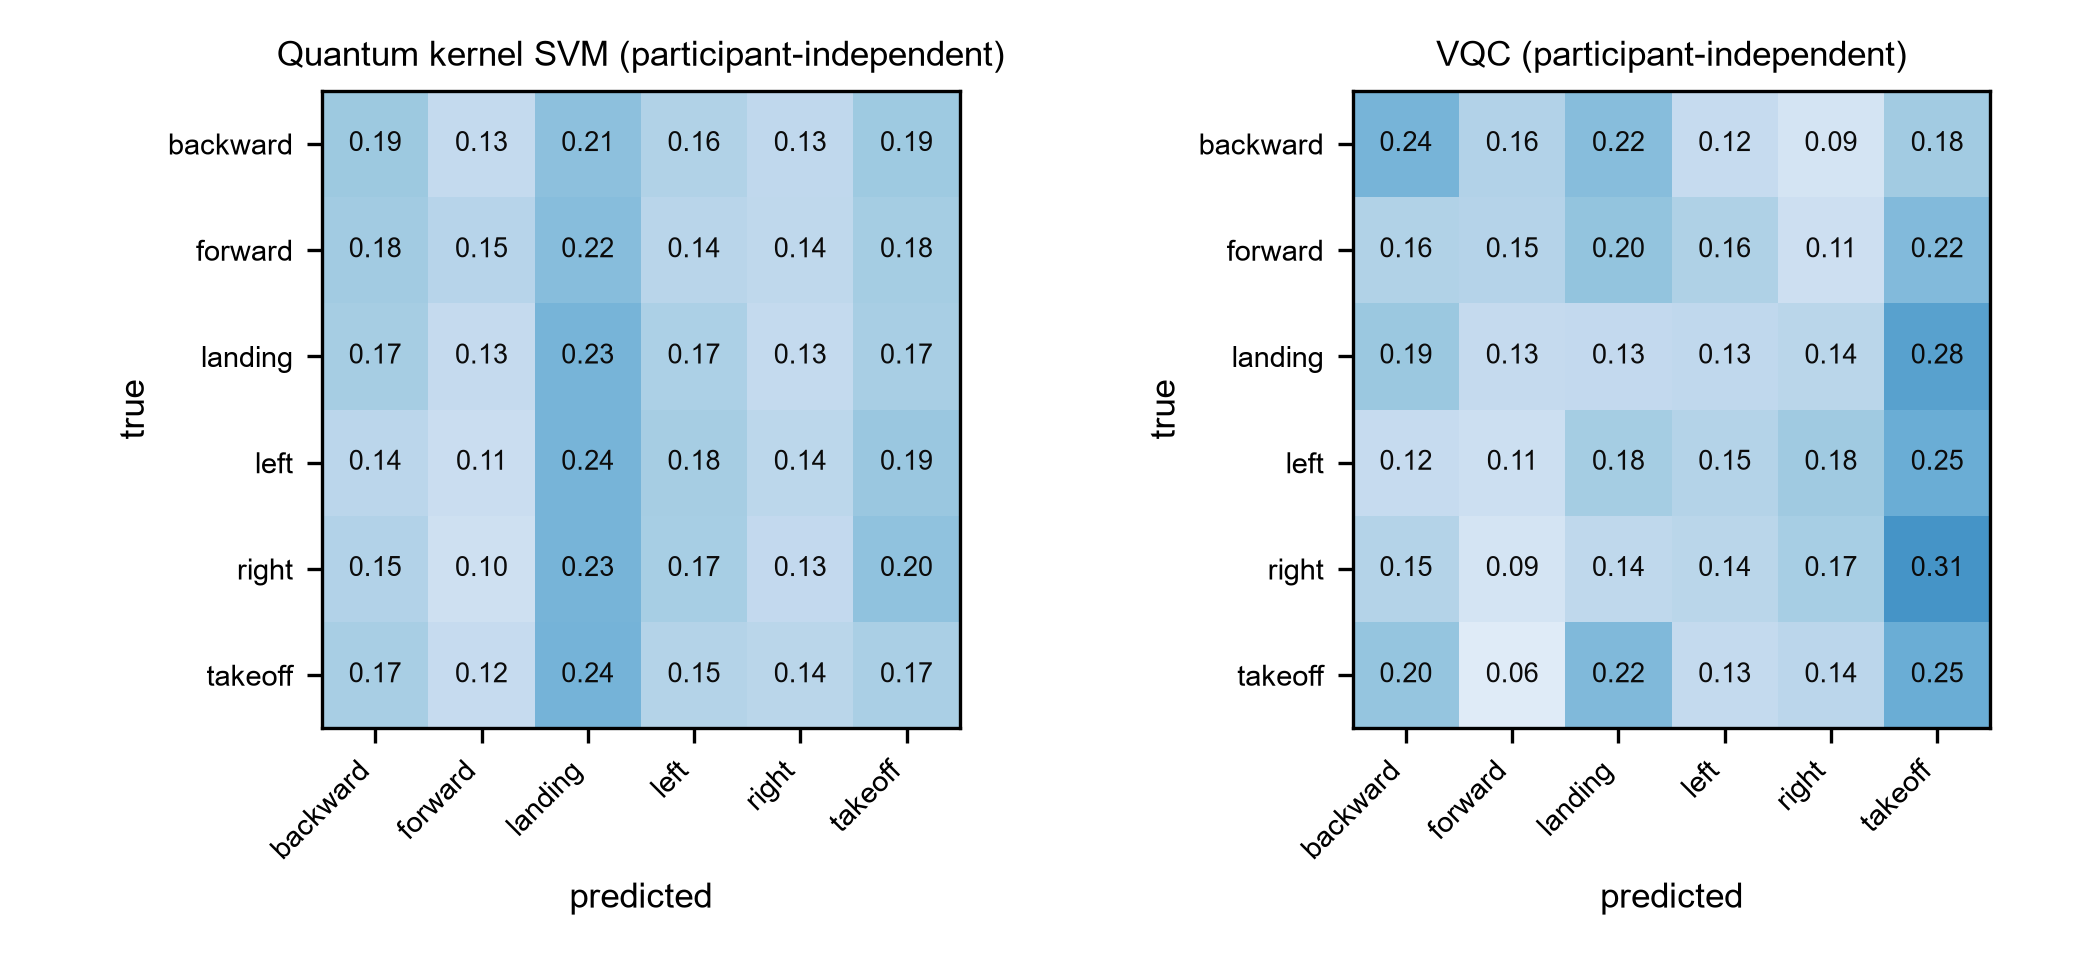 Quantum kernel SVM (participant-independent)
true
backward 0.19 0.13 0.21 0.16 0.13 0.19
forward 0.18 0.15 0.22 0.14 0.14 0.18
landing 0.17 0.13 0.23 0.17 0.13 0.17
left 0.14 0.11 0.24 0.18 0.14 0.19
right 0.15 0.10 0.23 0.17 0.13 0.20
takeoff 0.17 0.12 0.24 0.15 0.14 0.17
backward forward landing left right takeoff
predicted
VQC (participant-independent)
true
backward 0.24 0.16 0.22 0.12 0.09 0.18
forward 0.16 0.15 0.20 0.16 0.11 0.22
landing 0.19 0.13 0.13 0.13 0.14 0.28
left 0.12 0.11 0.18 0.15 0.18 0.25
right 0.15 0.09 0.14 0.14 0.17 0.31
takeoff 0.20 0.06 0.22 0.13 0.14 0.25
backward forward landing left right takeoff
predicted